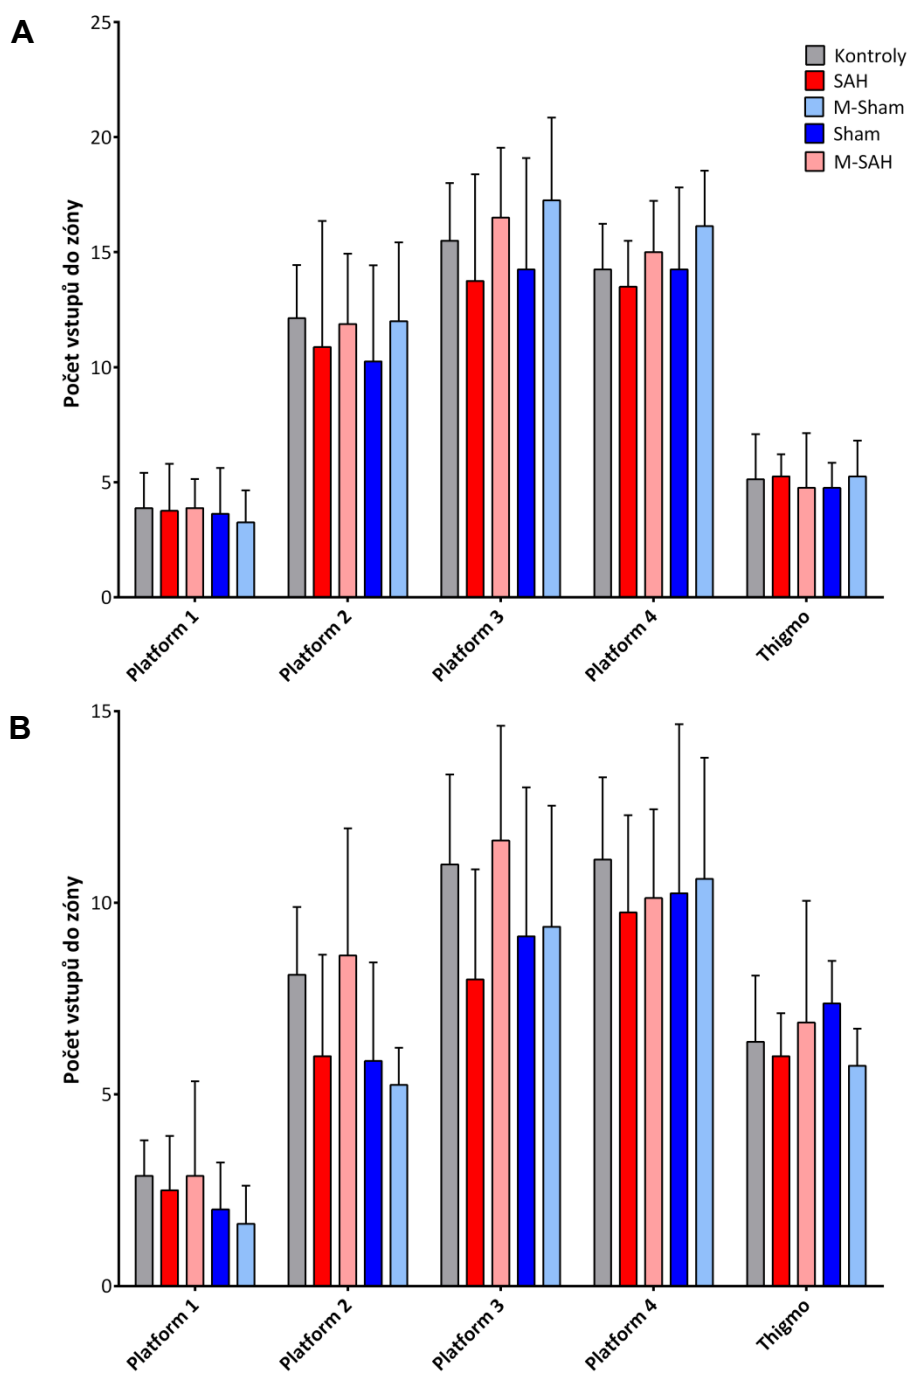 A
25
20
15
10
5
0
Počet vstupů do zóny
Kontroly
SAH
M-Sham
Sham
M-SAH
Platform 1
Platform 2
Platform 3
Platform 4
Thigmo
B
15
10
5
0
Počet vstupů do zóny
Platform 1
Platform 2
Platform 3
Platform 4
Thigmo